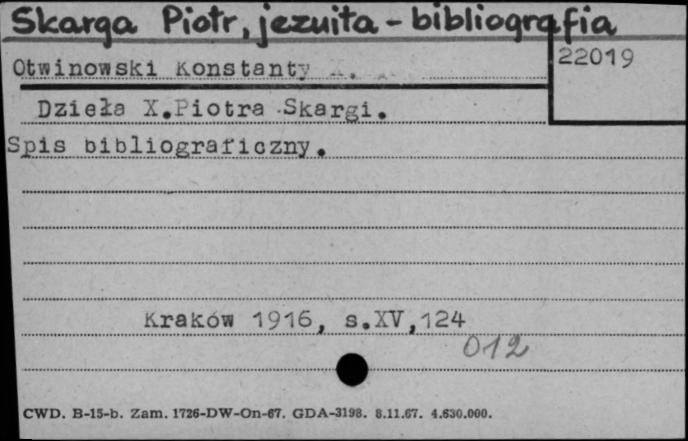 Skarga Piotr, jezuita - bibliografia
22019
Otwinowski Konstanty X.
Dzieła X.Piotra Skargi.
Spis bibliograficzny.
Kraków 1916, s.XV,124
012
CWD. B-15-b. Zam. 1726-DW-On-67. GDA-3198. 8.11.67. 4.630.000.